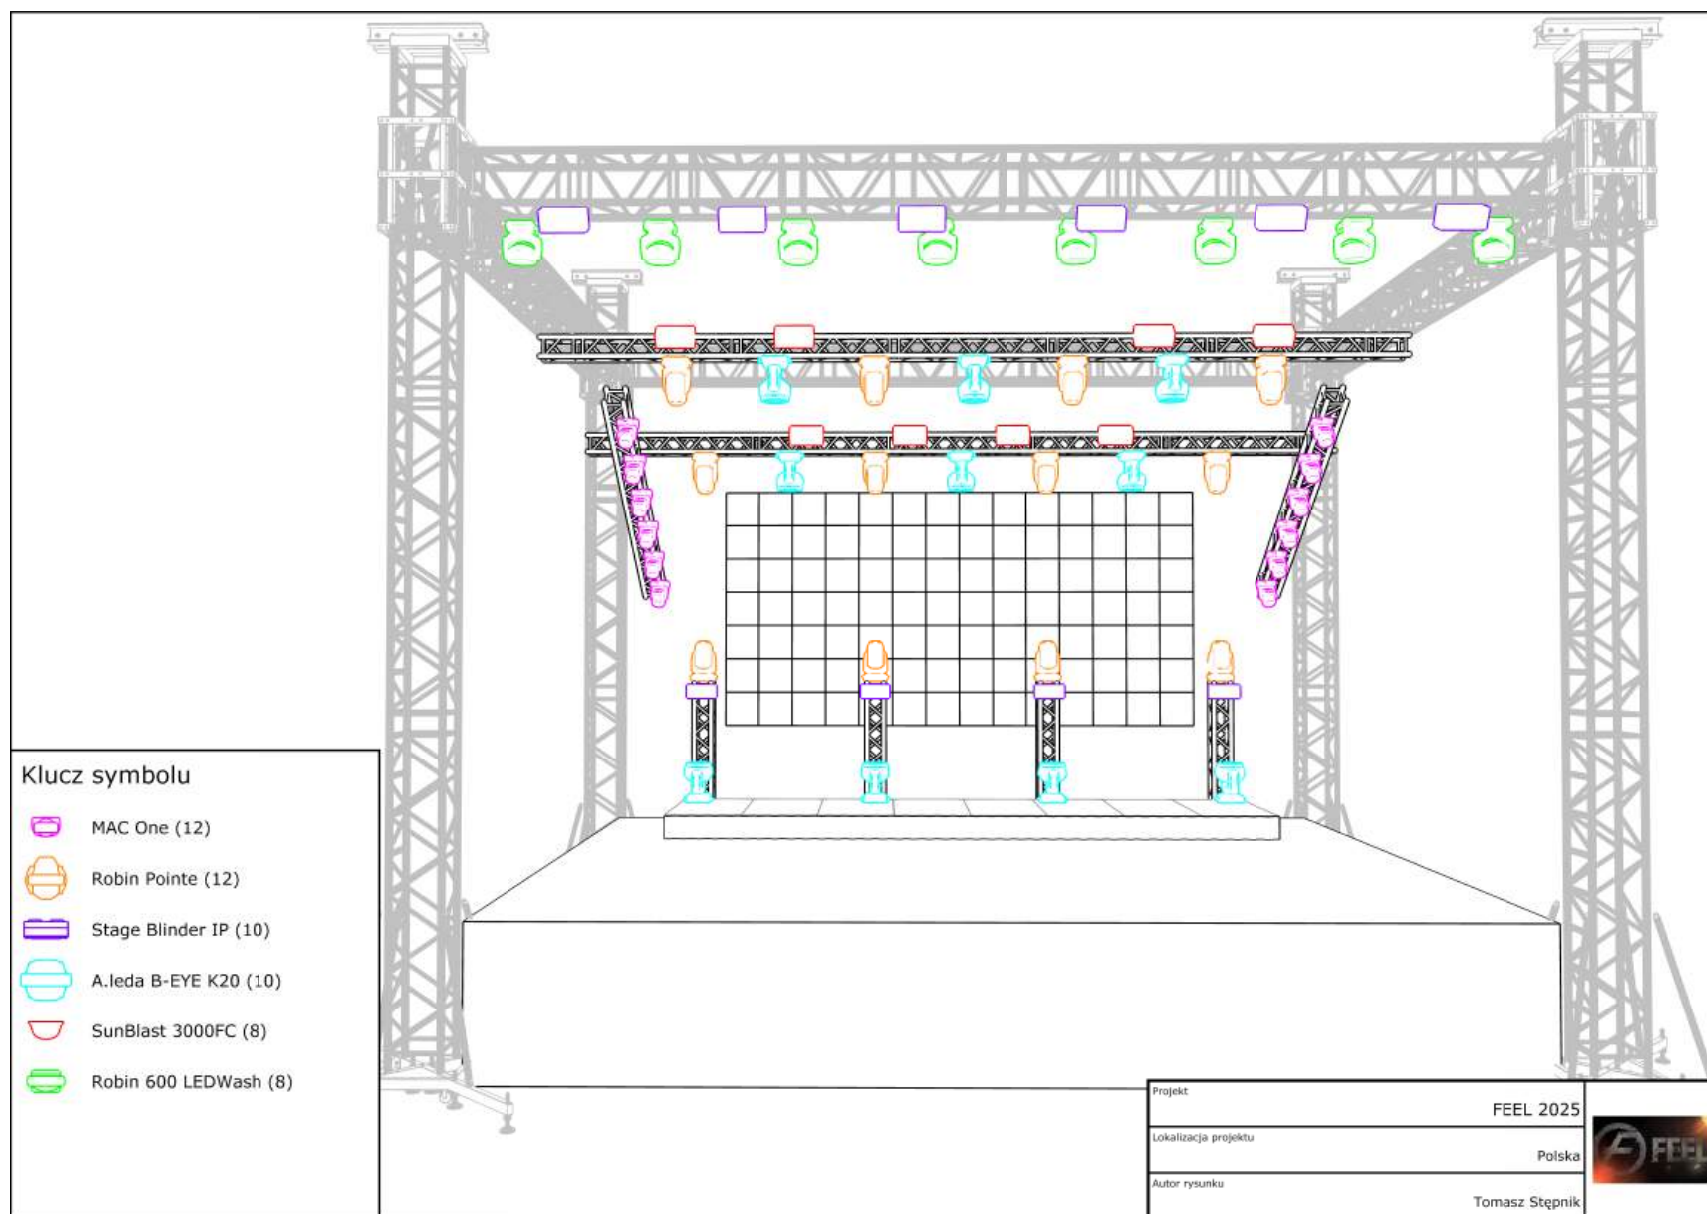 Klucz symbolu
MAC One (12)
Robin Pointe (12)
Stage Blinder IP (10)
A.leda B-EYE K20 (10)
SunBlast 3000FC (8)
Robin 600 LEDWash (8)
Projekt
FEEL 2025
Lokalizacja projektu
Polska
Autor rysunku
Tomasz Stępnik
FEEL